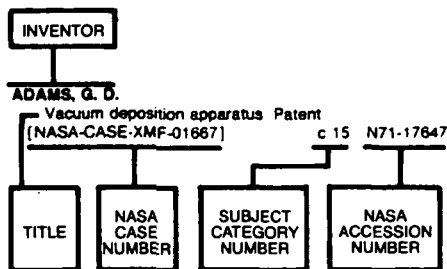 INVENTOR
ADAMS, G. D.
Vacuum deposition apparatus Patent
[NASA-CASE-XMF-01667] c 15 N71-17647
TITLE
NASA
CASE
NUMBER
SUBJECT
CATEGORY
NUMBER
NASA
ACCESSION
NUMBER